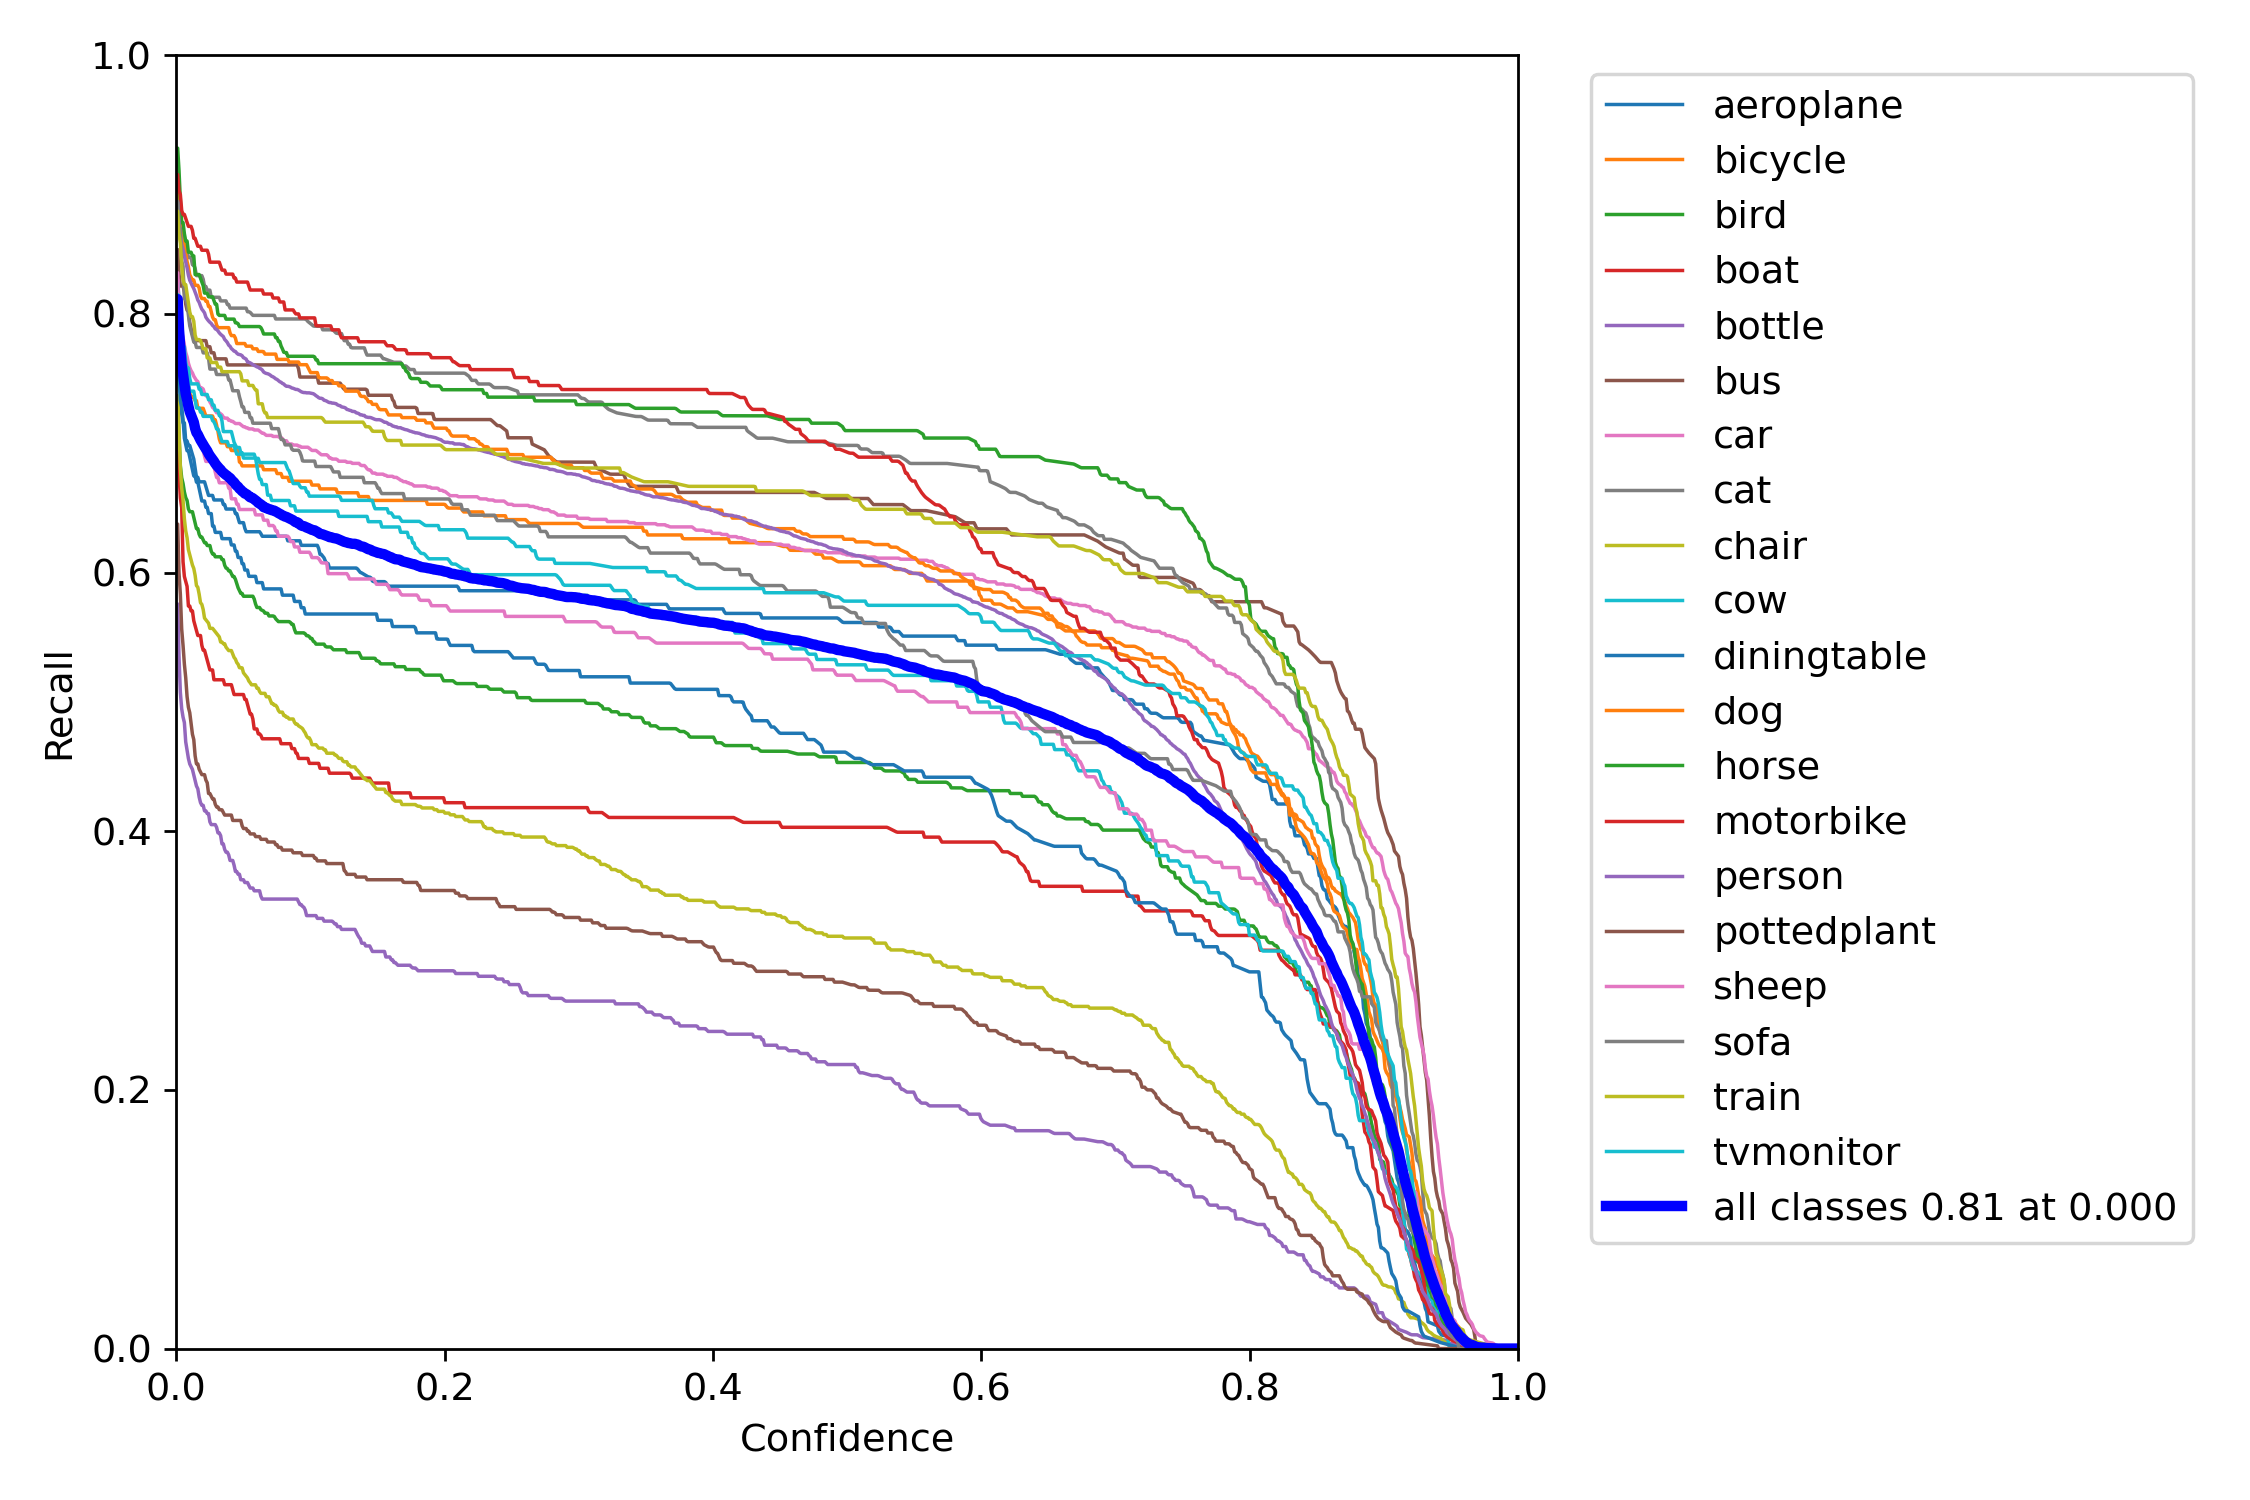 1.0
0.8
0.6
0.4
0.2
0.0
Recall
0.0 0.2 0.4 0.6 0.8 1.0
Confidence
aeroplane
bicycle
bird
boat
bottle
bus
car
cat
chair
cow
diningtable
dog
horse
motorbike
person
pottedplant
sheep
sofa
train
tvmonitor
all classes 0.81 at 0.000